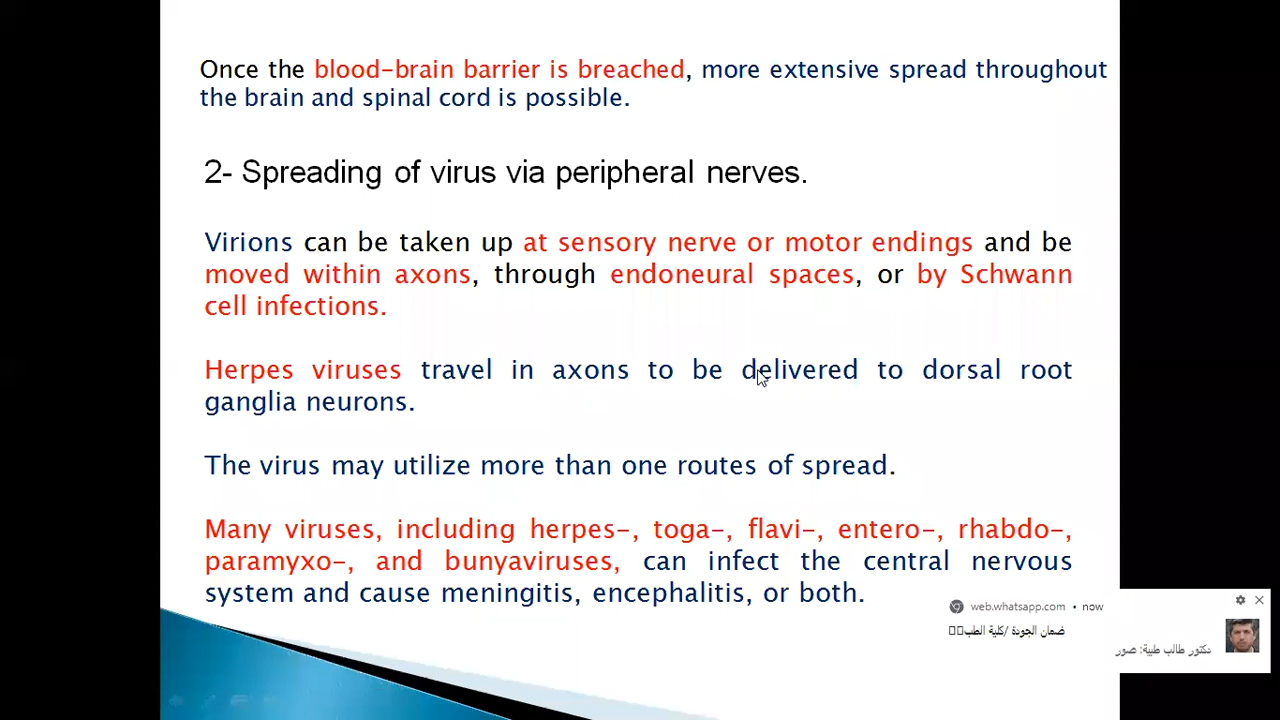 Once the blood-brain barrier is breached, more extensive spread throughout
the brain and spinal cord is possible.
2- Spreading of virus via peripheral nerves.
Virions can be taken up at sensory nerve or motor endings and be
moved within axons, through endoneural spaces, or by Schwann
cell infections.
Herpes viruses travel in axons to be delivered to dorsal root
ganglia neurons.
The virus may utilize more than one routes of spread.
Many viruses, including herpes-, toga-, flavi-, entero-, rhabdo-,
paramyxo-, and bunyaviruses, can infect the central nervous
system and cause meningitis, encephalitis, or both.
web.whatsapp.com • now
ضمان الجودة /كلية الطب
دكتور طالب طبية: صور